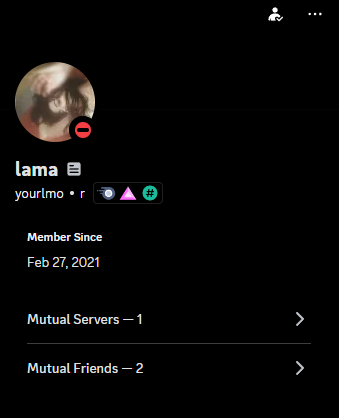 lama
yourlmo • r #
Member Since
Feb 27, 2021
Mutual Servers — 1
Mutual Friends — 2